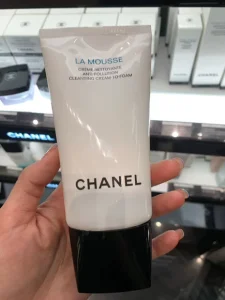 LA MOUSSE
CRÈME NETTOYANTE
ANTI-POLLUTION
CLEANSING CREAM-TO-FOAM
CHANEL
CHANEL